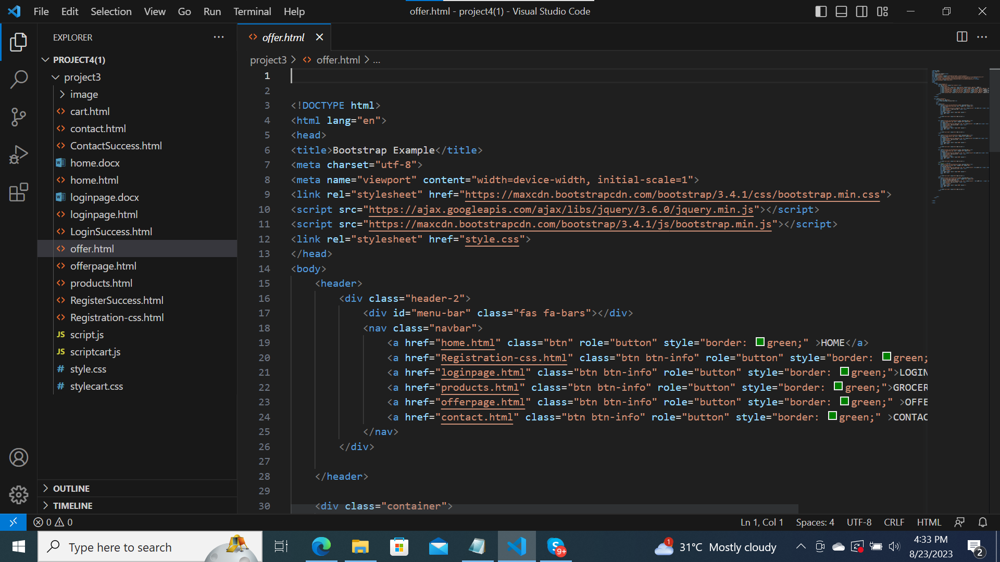 File Edit Selection View Go Run Terminal Help
offer.html - project4(1) - Visual Studio Code
EXPLORER
PROJECT4(1)
project3
image
cart.html
contact.html
ContactSuccess.html
home.docx
home.html
loginpage.docx
loginpage.html
LoginSuccess.html
offer.html
offerpage.html
products.html
RegisterSuccess.html
Registration-css.html
JS script.js
JS scriptcart.js
# style.css
# stylecart.css
OUTLINE
TIMELINE
offer.html
project3 > offer.html > ...
1
2
3 <!DOCTYPE html>
4 <html lang="en">
5 <head>
6 <title>Bootstrap Example</title>
7 <meta charset="utf-8">
8 <meta name="viewport" content="width=device-width, initial-scale=1">
9 <link rel="stylesheet" href="https://maxcdn.bootstrapcdn.com/bootstrap/3.4.1/css/bootstrap.min.css">
10 <script src="https://ajax.googleapis.com/ajax/libs/jquery/3.6.0/jquery.min.js"></script>
11 <script src="https://maxcdn.bootstrapcdn.com/bootstrap/3.4.1/js/bootstrap.min.js"></script>
12 <link rel="stylesheet" href="style.css">
13 </head>
14 <body>
15 <header>
16 <div class="header-2">
17 <div id="menu-bar" class="fas fa-bars"></div>
18 <nav class="navbar">
19 <a href="home.html" class="btn" role="button" style="border: green;" >HOME</a>
20 <a href="Registration-css.html" class="btn btn-info" role="button" style="border: green;
21 <a href="loginpage.html" class="btn btn-info" role="button" style="border: green;">LOGIN
22 <a href="products.html" class="btn btn-info" role="button" style="border: green;">GROCER
23 <a href="offerpage.html" class="btn btn-info" role="button" style="border: green;" >OFFE
24 <a href="contact.html" class="btn btn-info" role="button" style="border: green;" >CONTAC
25 </nav>
26 </div>
27
28 </header>
29
30 <div class="container">
0 0
Ln 1, Col 1 Spaces: 4 UTF-8 CRLF HTML
Type here to search
9+
1
31°C Mostly cloudy
4:33 PM
8/23/2023
2